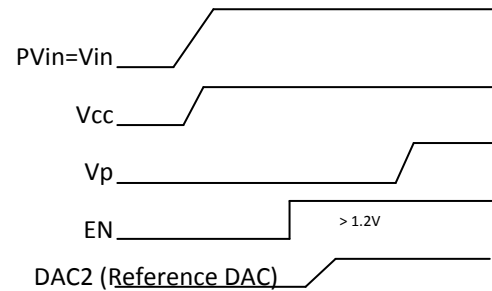 PVin=Vin
Vcc
Vp
EN
> 1.2V
DAC2 (Reference DAC)